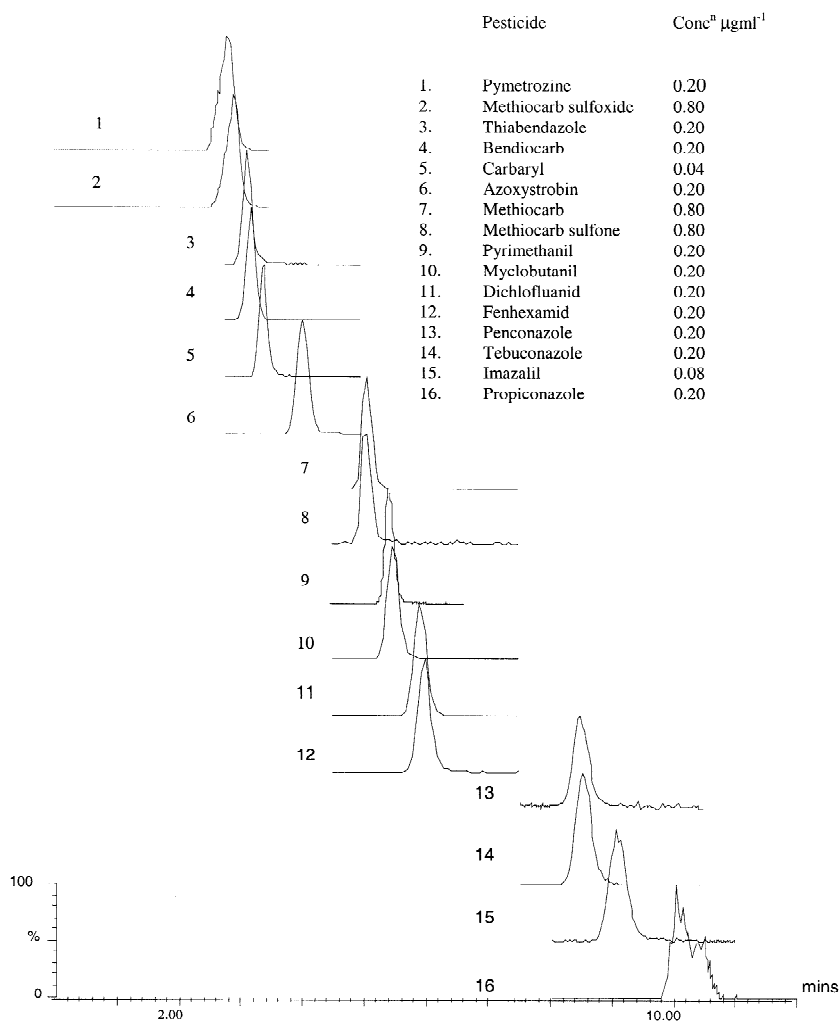 Pesticide Concⁿ µgml⁻¹
1. Pymetrozine 0.20
2. Methiocarb sulfoxide 0.80
3. Thiabendazole 0.20
4. Bendiocarb 0.20
5. Carbaryl 0.04
6. Azoxystrobin 0.20
7. Methiocarb 0.80
8. Methiocarb sulfone 0.80
9. Pyrimethanil 0.20
10. Myclobutanil 0.20
11. Dichlofluanid 0.20
12. Fenhexamid 0.20
13. Penconazole 0.20
14. Tebuconazole 0.20
15. Imazalil 0.08
16. Propiconazole 0.20
1
2
3
4
5
6
7
8
9
10
11
12
13
14
15
16
100
%
0
mins
2.00 10.00